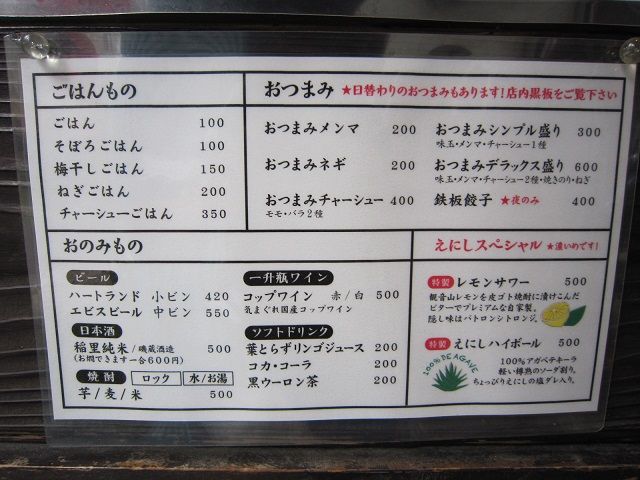 ごはんもの
ごはん 100
そぼろごはん 100
梅干しごはん 150
ねぎごはん 200
チャーシューごはん 350
おつまみ ★日替わりのおつまみもあります!店内黒板をご覧下さい
おつまみメンマ 200
おつまみネギ 200
おつまみチャーシュー 400
モモ・バラ2種
おつまみシンプル盛り 300
味玉・メンマ・チャーシュー1種
おつまみデラックス盛り 600
味玉・メンマ・チャーシュー2種・焼きのり・ねぎ
鉄板餃子 ★夜のみ 400
おのみもの
ビール
ハートランド 小ビン 420
エビスビール 中ビン 550
日本酒
稲里純米/磯蔵酒造 500
(お燗できます一合600円)
焼酎 ロック 水/お湯
芋/麦/米 500
一升瓶ワイン
コップワイン 赤/白 500
気まぐれ国産コップワイン
ソフトドリンク
葉とらずリンゴジュース 200
コカ・コーラ 200
黒ウーロン茶 200
えにしスペシャル ★濃いめです!
特製 レモンサワー 500
観音山レモンを皮ゴト焼酎に漬けこんだ
ビターでプレミアムな自家製。
隠し味はパトロンシトロン♪
特製 えにしハイボール 500
100% DE AGAVE
100%アガベテキーラ
軽い樽熟のソーダ割り。
ちょっぴりえにしの塩ダレ入り。